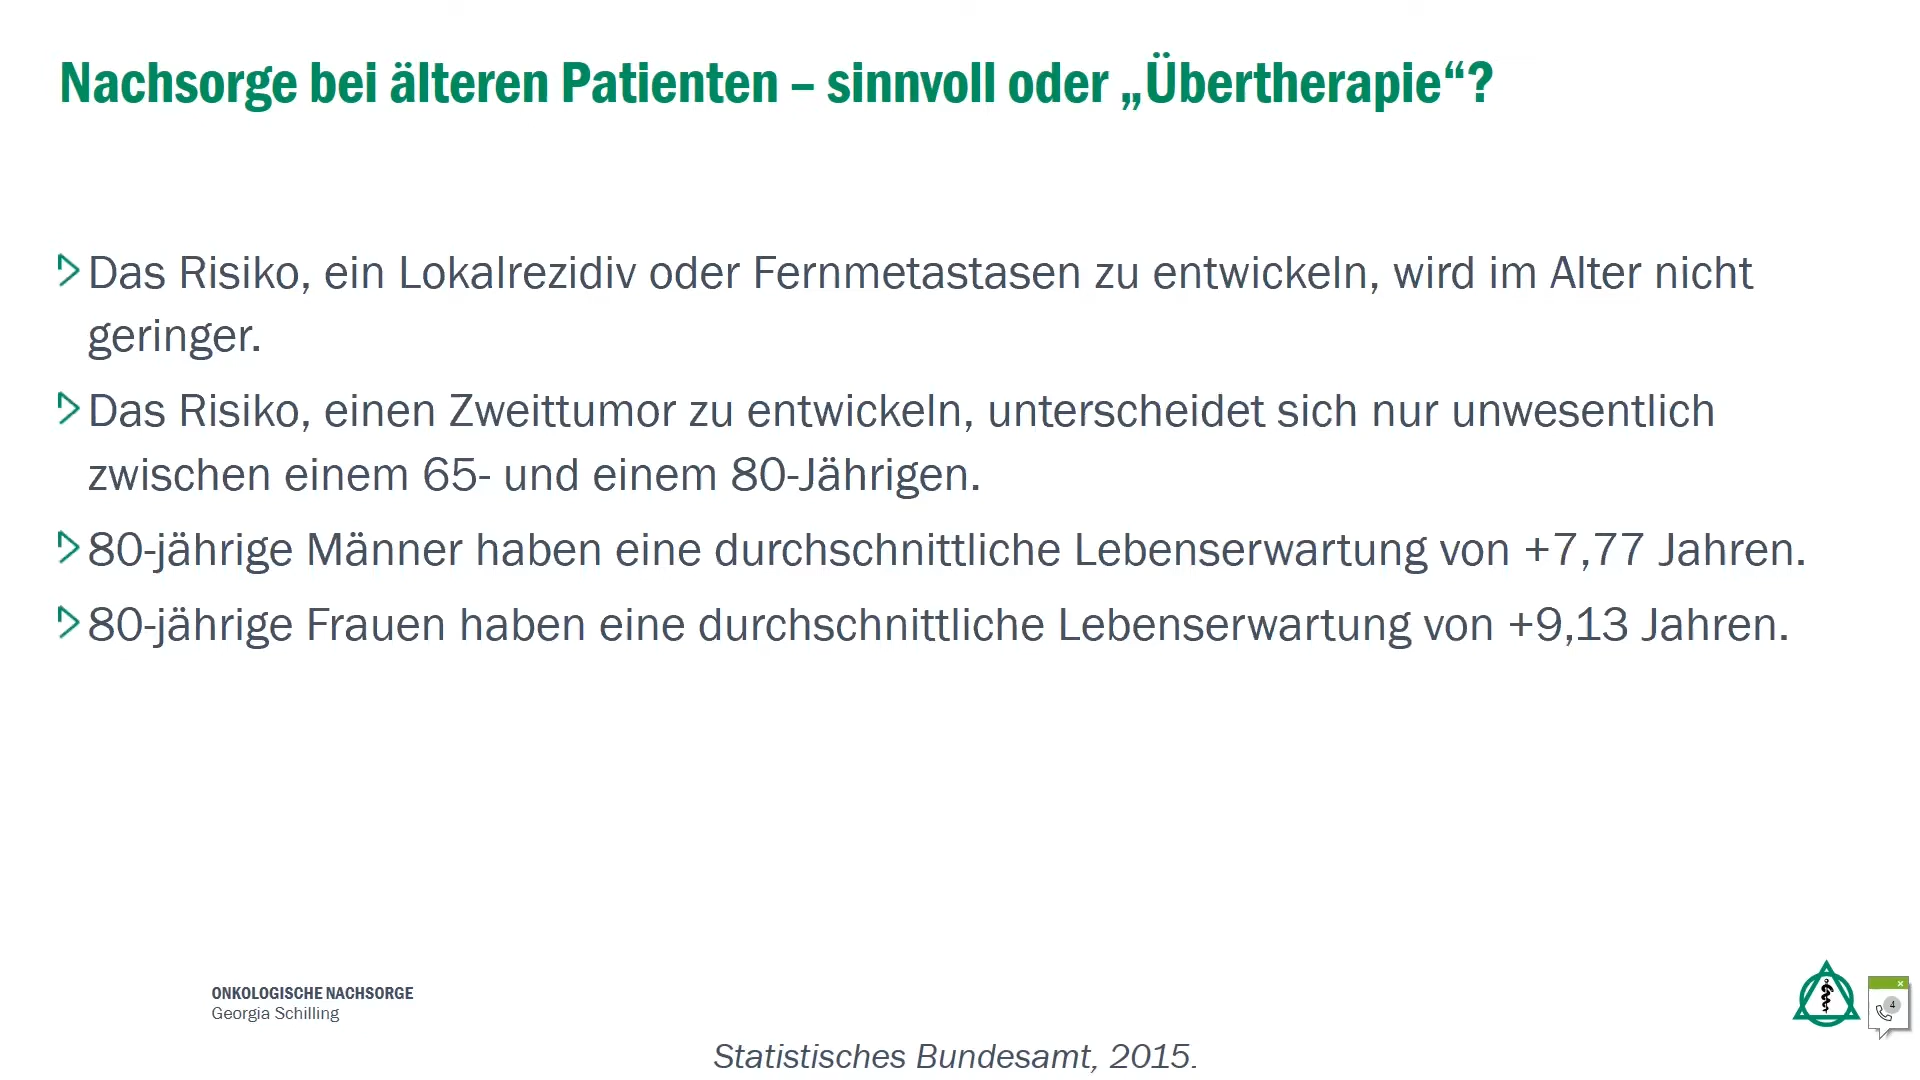 Nachsorge bei älteren Patienten – sinnvoll oder „Übertherapie“?
Das Risiko, ein Lokalrezidiv oder Fernmetastasen zu entwickeln, wird im Alter nicht
geringer.
Das Risiko, einen Zweittumor zu entwickeln, unterscheidet sich nur unwesentlich
zwischen einem 65- und einem 80-Jährigen.
80-jährige Männer haben eine durchschnittliche Lebenserwartung von +7,77 Jahren.
80-jährige Frauen haben eine durchschnittliche Lebenserwartung von +9,13 Jahren.
ONKOLOGISCHE NACHSORGE
Georgia Schilling
4
Statistisches Bundesamt, 2015.